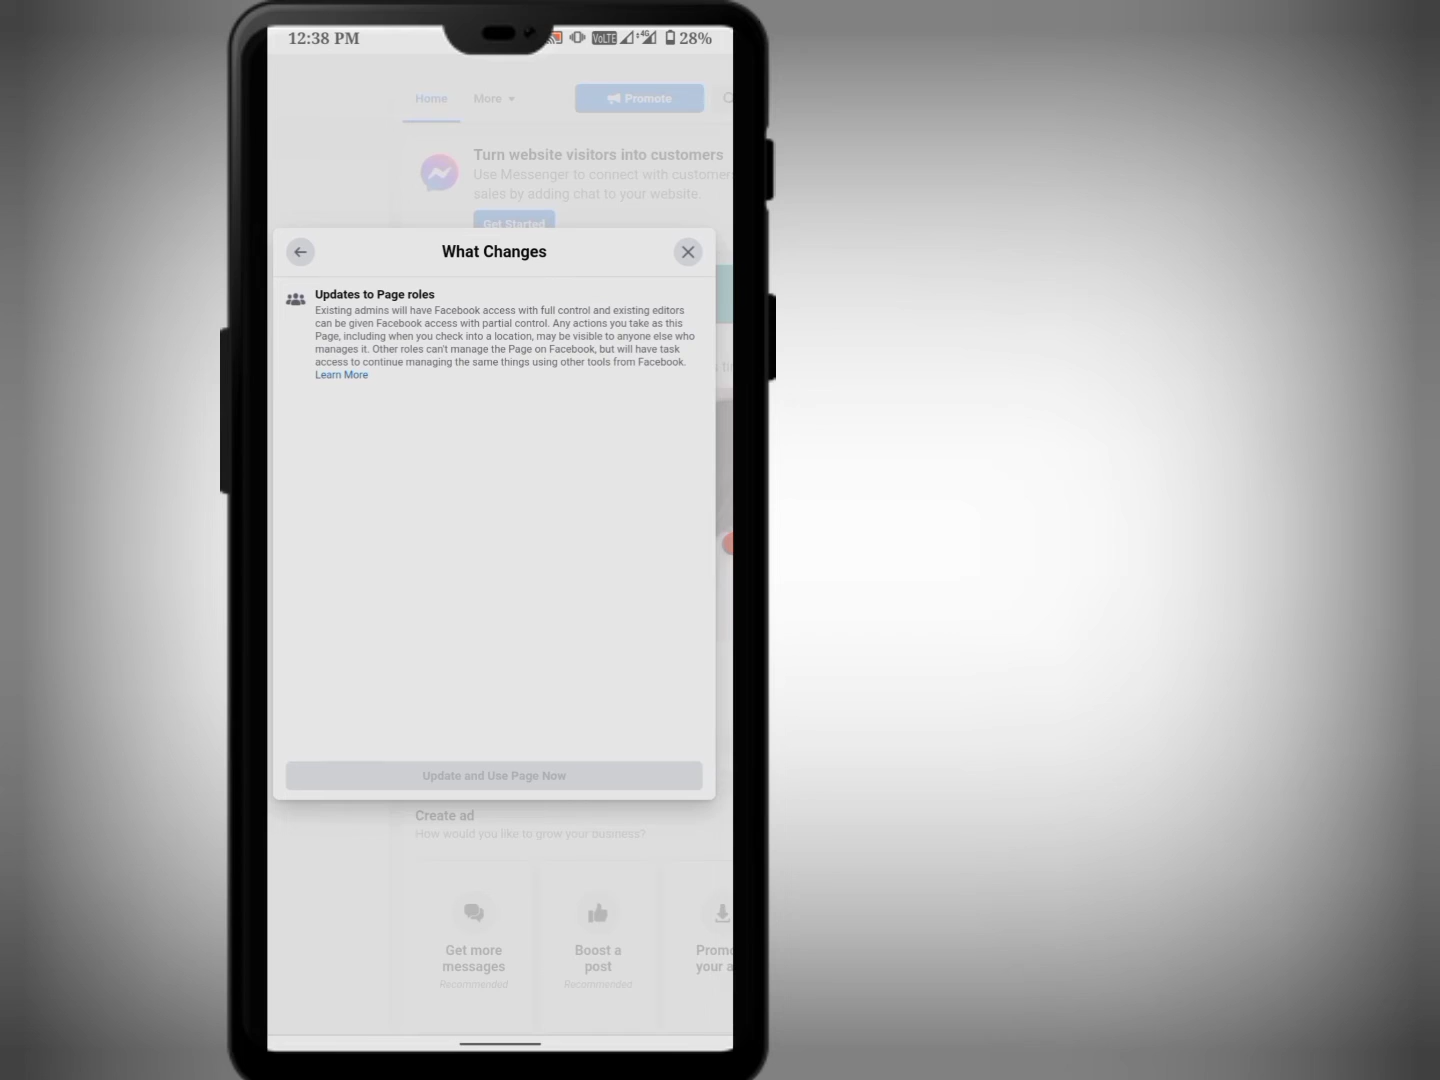 12:38 PM
VoLTE
4G
28%
Home
More
Promote
Turn website visitors into customers
Use Messenger to connect with customer
sales by adding chat to your website.
Get Started
What Changes
Updates to Page roles
Existing admins will have Facebook access with full control and existing editors
can be given Facebook access with partial control. Any actions you take as this
Page, including when you check into a location, may be visible to anyone else who
manages it. Other roles can't manage the Page on Facebook, but will have task
access to continue managing the same things using other tools from Facebook.
Learn More
Update and Use Page Now
Create ad
How would you like to grow your business?
Get more
messages
Recommended
Boost a
post
Recommended
Promo
your a